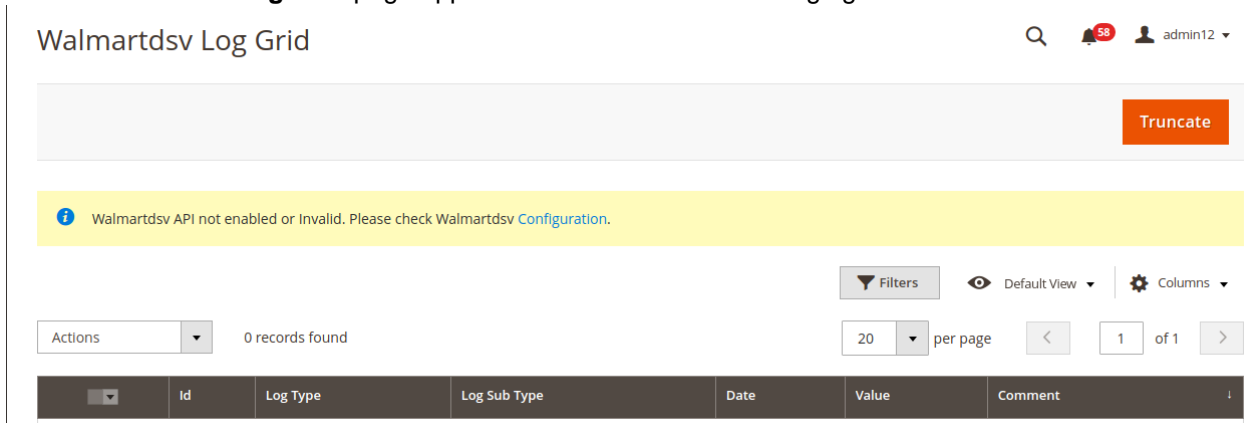 Walmartdsv Log Grid
58
admin12
Truncate
Walmartdsv API not enabled or Invalid. Please check Walmartdsv Configuration.
Filters
Default View
Columns
Actions
0 records found
20
per page
1
of 1
Id
Log Type
Log Sub Type
Date
Value
Comment